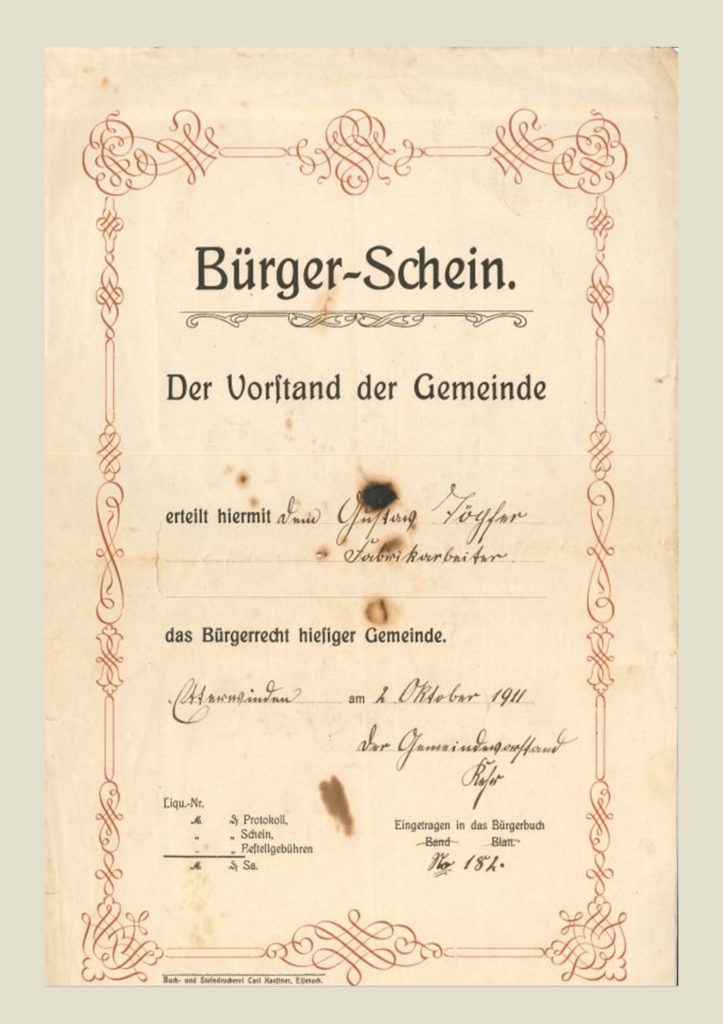 Bürger-Schein.
Der Vorſtand der Gemeinde
erteilt hiermit dem Gustav Töpfer
Fabrikarbeiter
das Bürgerrecht hieſiger Gemeinde.
Etterwinden am 2 Oktober 1911
Der Gemeindevorstand
Kehr
Liqu.-Nr.
ℳ ₰ Protokoll,
„ „ Schein,
„ „ Beſtellgebühren
ℳ ₰ Sa.
Eingetragen in das Bürgerbuch
Band Blatt.
No 182.
Buch- und Steindruckerei Carl Kaeſtner, Eiſenach.